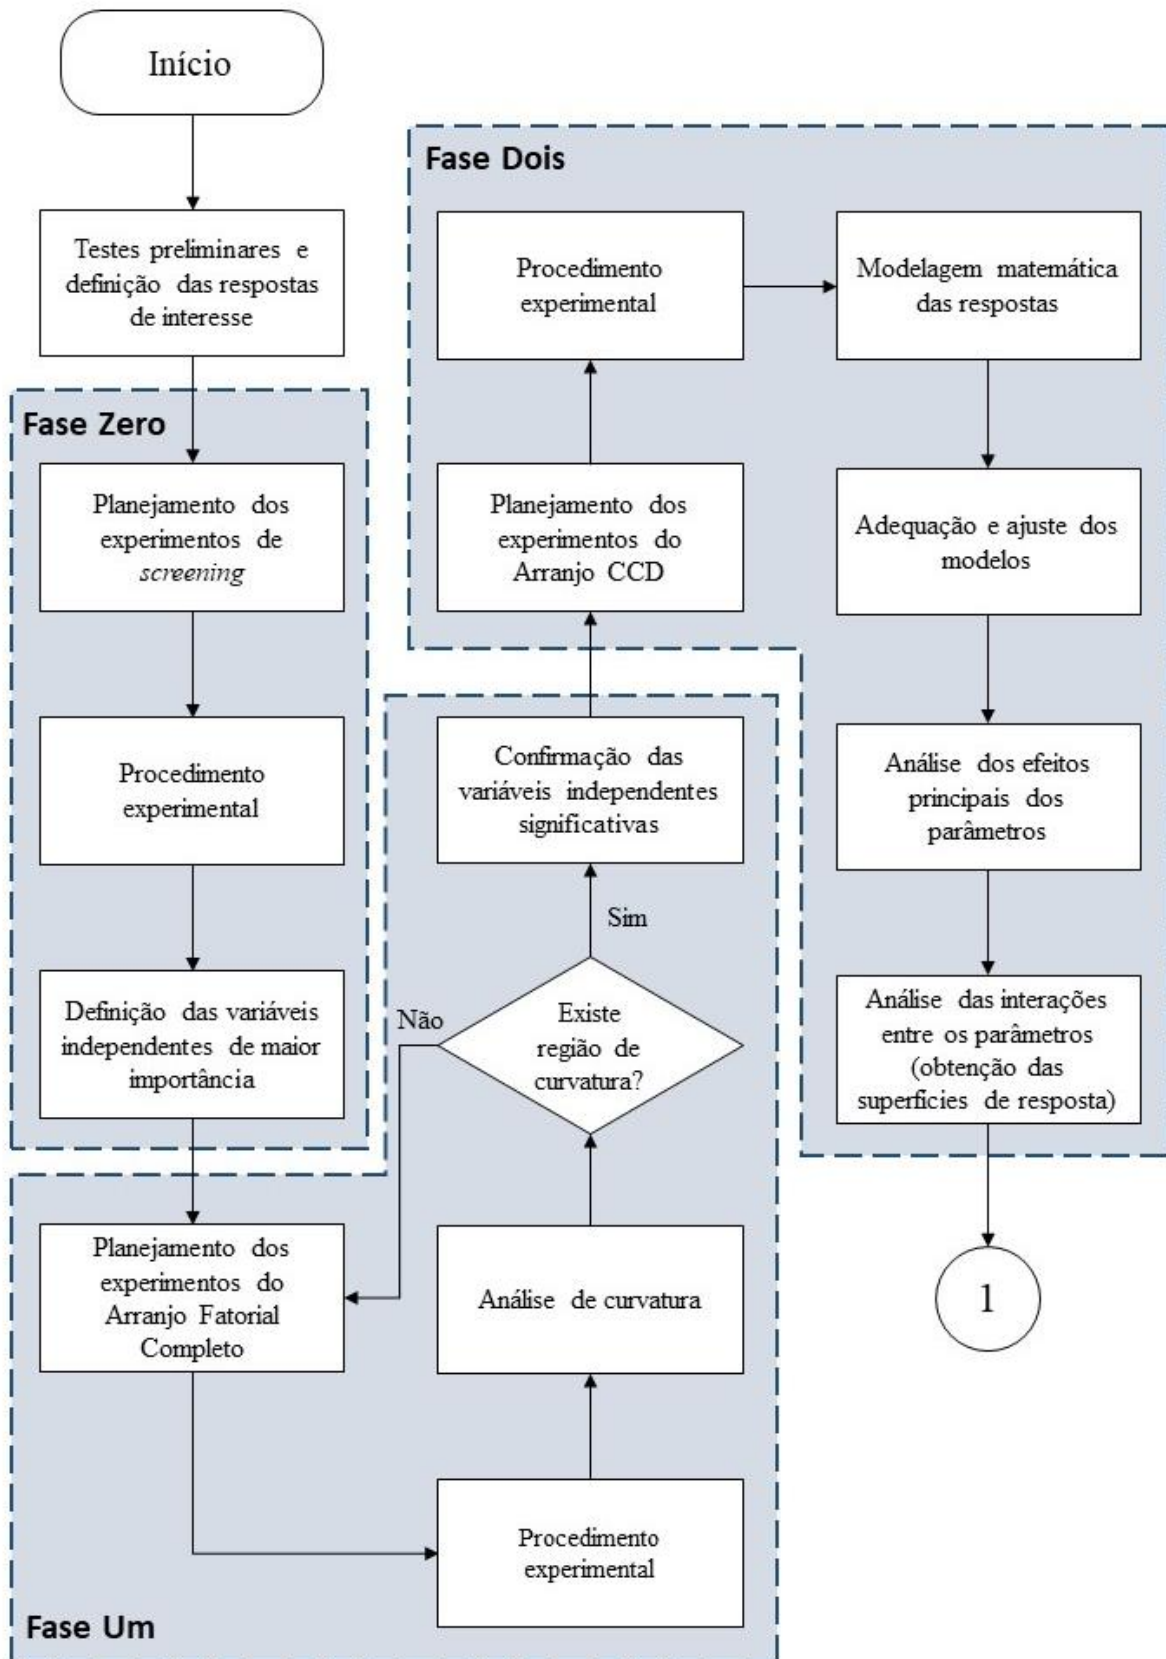 Início
Testes preliminares e
definição das respostas
de interesse
Fase Zero
Planejamento dos
experimentos de
screening
Procedimento
experimental
Definição das variáveis
independentes de maior
importância
Planejamento dos
experimentos do
Arranjo Fatorial
Completo
Fase Um
Procedimento
experimental
Análise de curvatura
Existe
região de
curvatura?
Não
Sim
Confirmação das
variáveis independentes
significativas
Fase Dois
Planejamento dos
experimentos do
Arranjo CCD
Procedimento
experimental
Modelagem matemática
das respostas
Adequação e ajuste dos
modelos
Análise dos efeitos
principais dos
parâmetros
Análise das interações
entre os parâmetros
(obtenção das
superfícies de resposta)
1